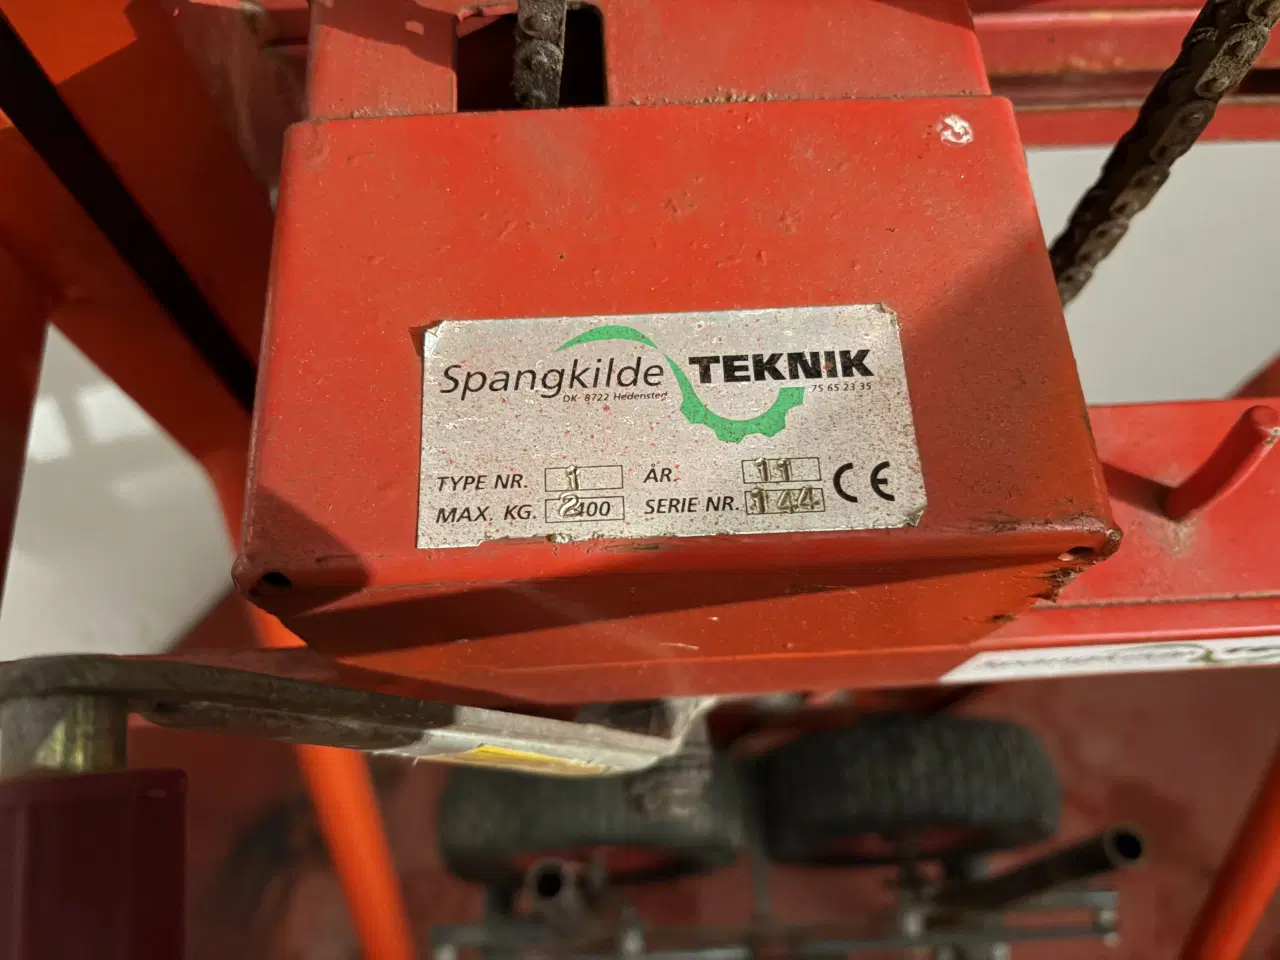 Spangkilde TEKNIK
DK- 8722 Hedensted
75 65 23 35
TYPE NR. 1 ÅR. 11
MAX. KG. 2400 SERIE NR. 144 CE